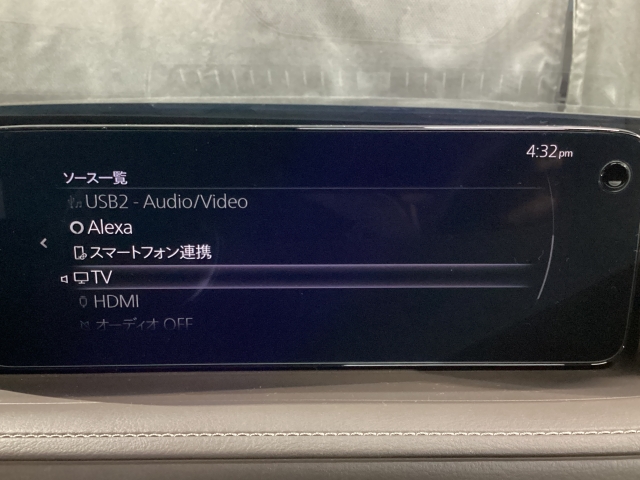 4:32pm
ソース一覧
USB2 - Audio/Video
Alexa
スマートフォン連携
TV
HDMI
オーディオ OFF